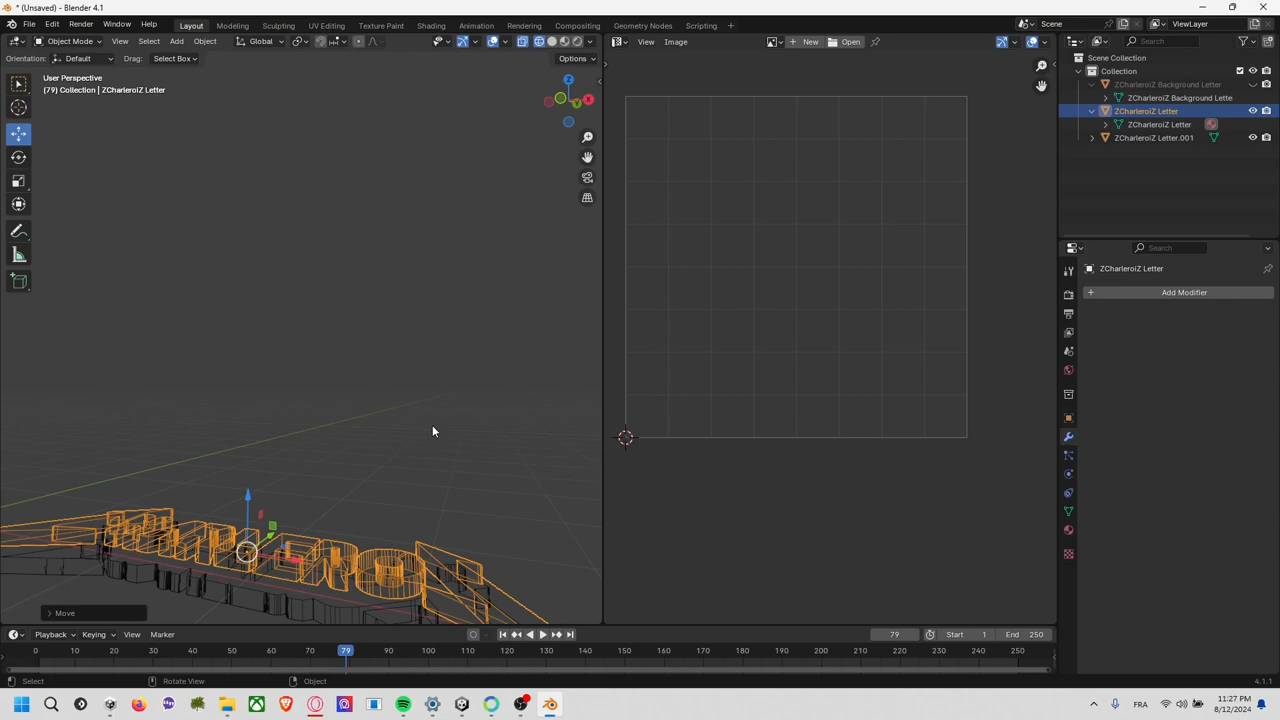 * (Unsaved) - Blender 4.1
File Edit Render Window Help Layout Modeling Sculpting UV Editing Texture Paint Shading Animation Rendering Compositing Geometry Nodes Scripting + Scene ViewLayer
Object Mode View Select Add Object Global View Image New Open Search
Orientation: Default Drag: Select Box Options
Scene Collection
Collection
User Perspective
(79) Collection | ZCharleroiZ Letter
ZCharleroiZ Background Letter
ZCharleroiZ Background Lette
ZCharleroiZ Letter
ZCharleroiZ Letter
ZCharleroiZ Letter.001
Z
X
Y
Search
ZCharleroiZ Letter
Add Modifier
Move
Playback Keying View Marker 79 Start 1 End 250
0 10 20 30 40 50 60 70 79 80 90 100 110 120 130 140 150 160 170 180 190 200 210 220 230 240 250
Select Rotate View Object 4.1.1
FRA 11:27 PM
8/12/2024